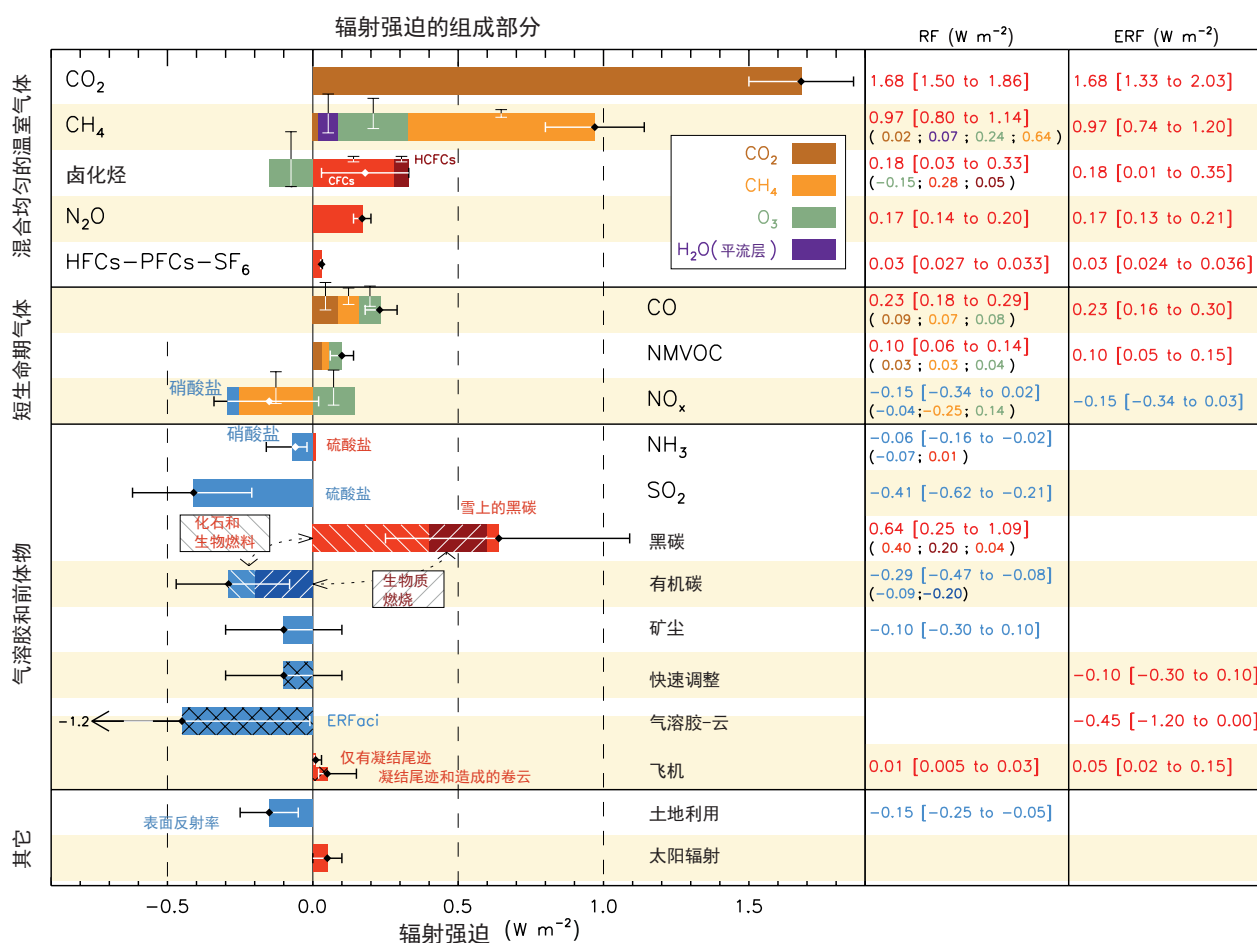 辐射强迫的组成部分
RF (W m⁻²)
ERF (W m⁻²)
混合均匀的温室气体
CO₂
1.68 [1.50 to 1.86]
1.68 [1.33 to 2.03]
CH₄
0.97 [0.80 to 1.14]
(0.02 ; 0.07 ; 0.24 ; 0.64)
0.97 [0.74 to 1.20]
卤化烃
CFCs
HCFCs
0.18 [0.03 to 0.33]
(−0.15; 0.28 ; 0.05)
0.18 [0.01 to 0.35]
N₂O
0.17 [0.14 to 0.20]
0.17 [0.13 to 0.21]
HFCs−PFCs−SF₆
0.03 [0.027 to 0.033]
0.03 [0.024 to 0.036]
CO₂
CH₄
O₃
H₂O(平流层)
短生命期气体
CO
0.23 [0.18 to 0.29]
(0.09 ; 0.07 ; 0.08)
0.23 [0.16 to 0.30]
NMVOC
0.10 [0.06 to 0.14]
(0.03 ; 0.03 ; 0.04)
0.10 [0.05 to 0.15]
硝酸盐
NOₓ
−0.15 [−0.34 to 0.02]
(−0.04;−0.25; 0.14)
−0.15 [−0.34 to 0.03]
气溶胶和前体物
硝酸盐
硫酸盐
NH₃
−0.06 [−0.16 to −0.02]
(−0.07; 0.01)
硫酸盐
SO₂
−0.41 [−0.62 to −0.21]
雪上的黑碳
化石和
生物燃料
黑碳
0.64 [0.25 to 1.09]
(0.40 ; 0.20 ; 0.04)
生物质
燃烧
有机碳
−0.29 [−0.47 to −0.08]
(−0.09;−0.20)
矿尘
−0.10 [−0.30 to 0.10]
快速调整
−0.10 [−0.30 to 0.10]
−1.2
ERFaci
气溶胶-云
−0.45 [−1.20 to 0.00]
仅有凝结尾迹
凝结尾迹和造成的卷云
飞机
0.01 [0.005 to 0.03]
0.05 [0.02 to 0.15]
其它
表面反射率
土地利用
−0.15 [−0.25 to −0.05]
太阳辐射
−0.5
0.0
0.5
1.0
1.5
辐射强迫 (W m⁻²)